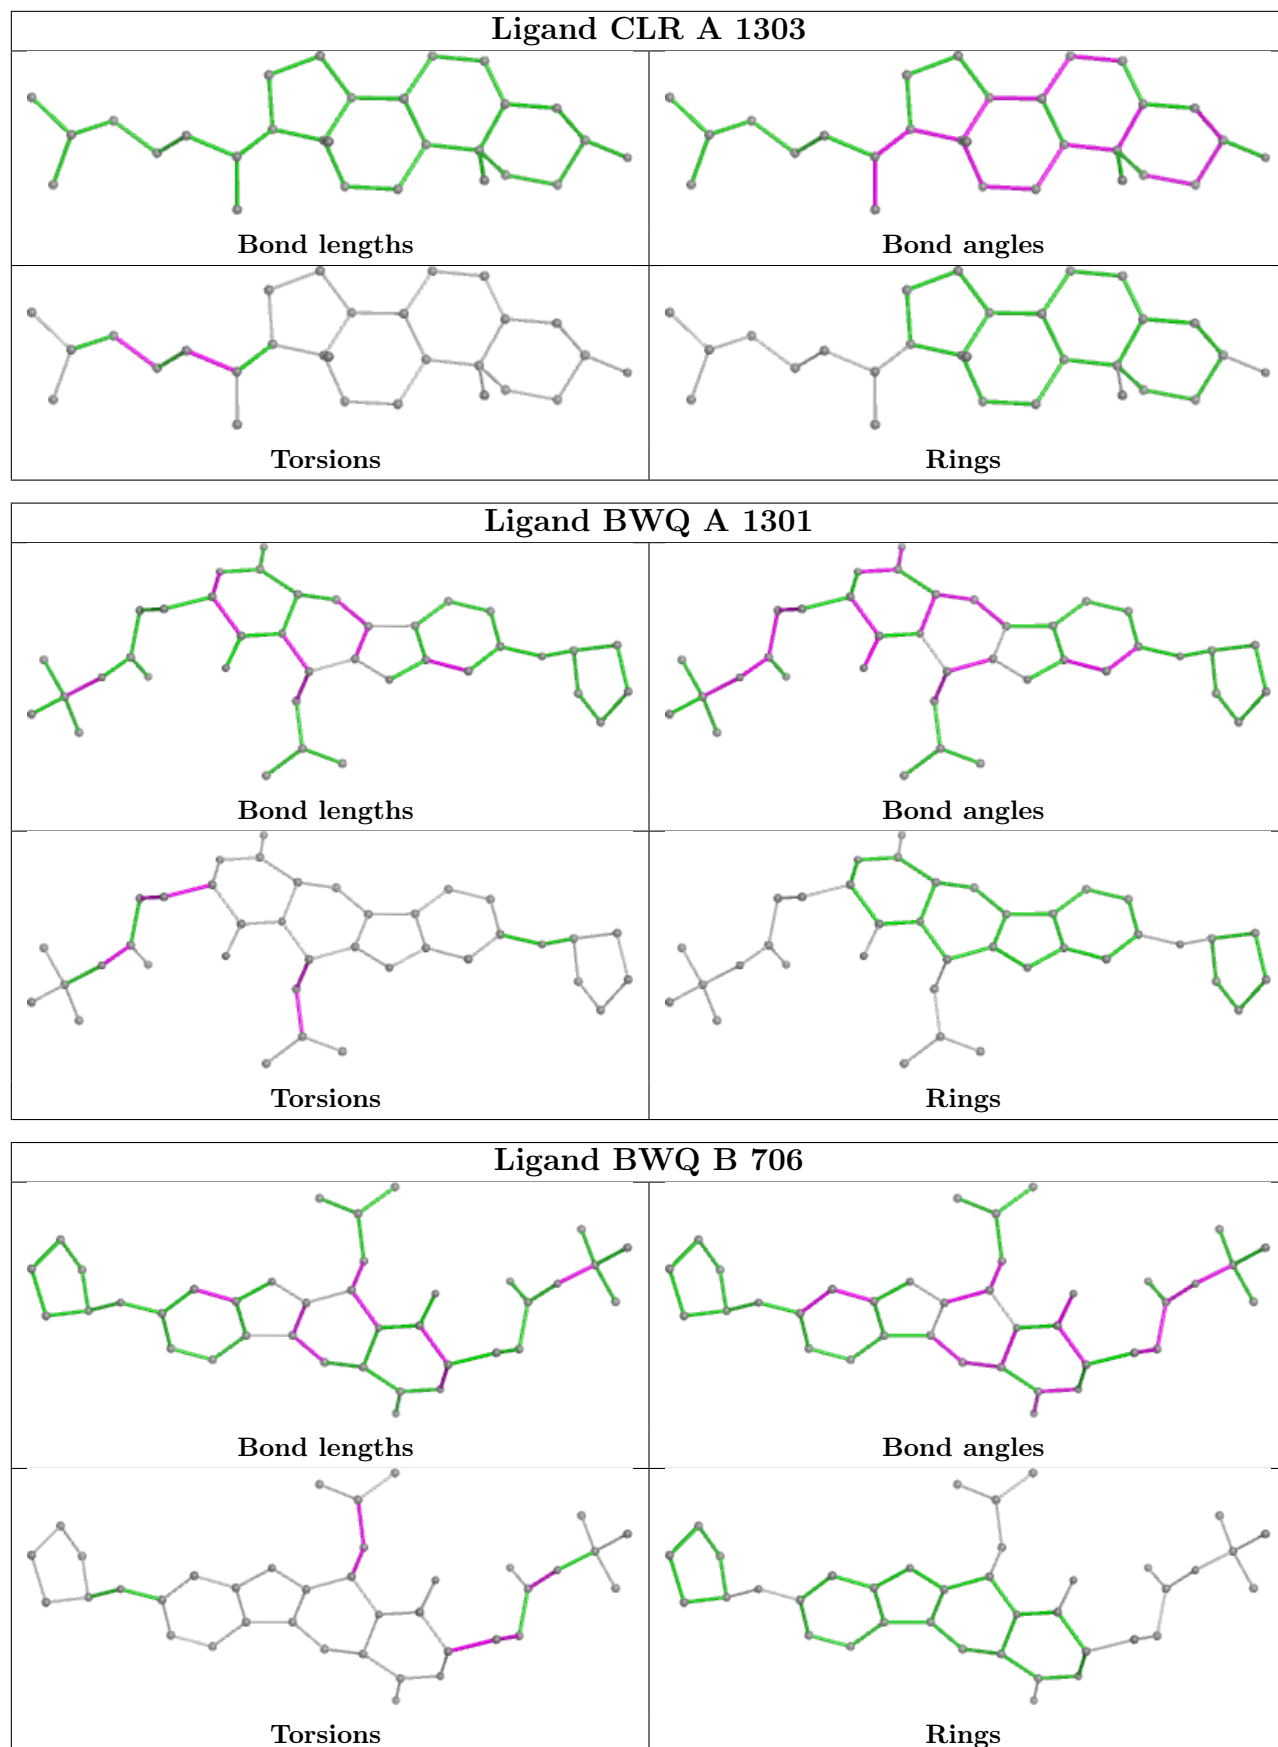 Ligand CLR A 1303
Bond lengths
Bond angles
Torsions
Rings
Ligand BWQ A 1301
Bond lengths
Bond angles
Torsions
Rings
Ligand BWQ B 706
Bond lengths
Bond angles
Torsions
Rings